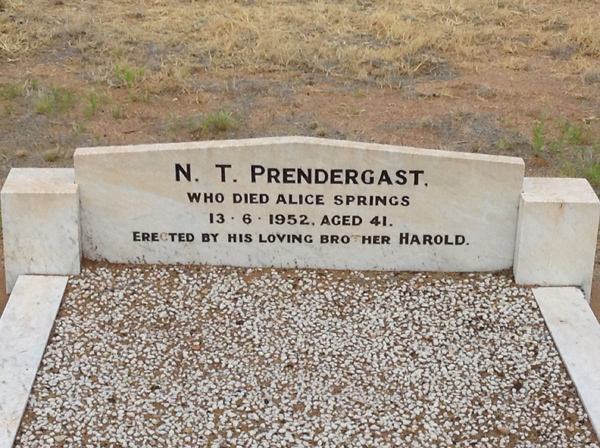 N. T. PRENDERGAST,
WHO DIED ALICE SPRINGS
13·6·1952, AGED 41.
ERECTED BY HIS LOVING BROTHER HAROLD.